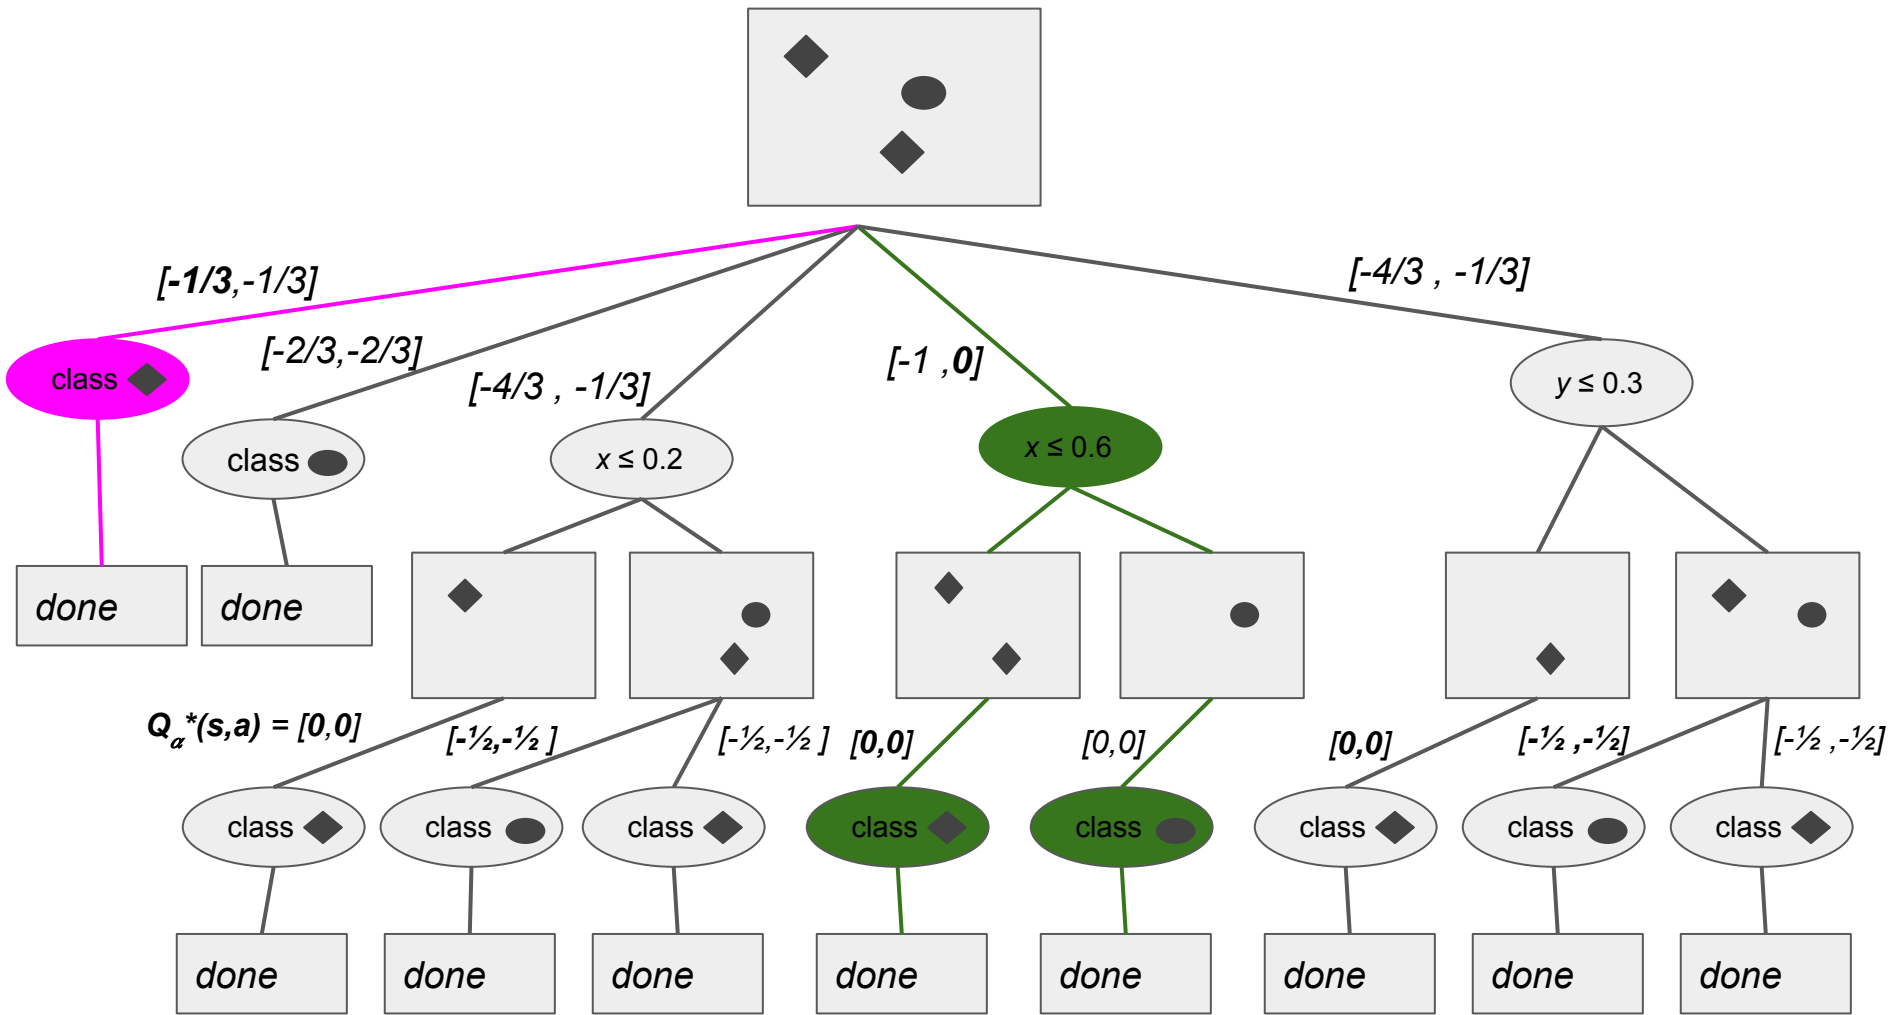 [-1/3,-1/3]
[-4/3 , -1/3]
[-2/3,-2/3]
[-4/3 , -1/3]
[-1 ,0]
class
class
x ≤ 0.2
x ≤ 0.6
y ≤ 0.3
done
done
Qα*(s,a) = [0,0]
[-½,-½ ]
[-½,-½ ]
[0,0]
[0,0]
[0,0]
[-½ ,-½]
[-½ ,-½]
class
class
class
class
class
class
class
class
done
done
done
done
done
done
done
done